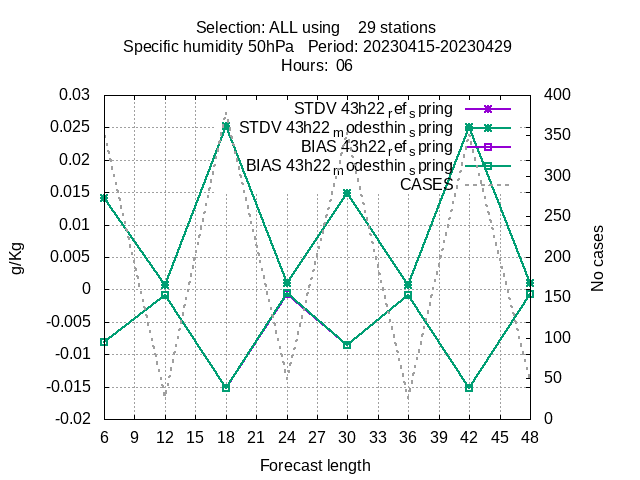 Selection: ALL using    29 stations
Specific humidity 50hPa   Period: 20230415-20230429
Hours:  06
0.03
0.025
0.02
0.015
0.01
0.005
0
-0.005
-0.01
-0.015
-0.02
g/Kg
STDV 43h22_ref_spring
STDV 43h22_modesthin_spring
BIAS 43h22_ref_spring
BIAS 43h22_modesthin_spring
CASES
400
350
300
250
200
150
100
50
0
No cases
6 9 12 15 18 21 24 27 30 33 36 39 42 45 48
Forecast length